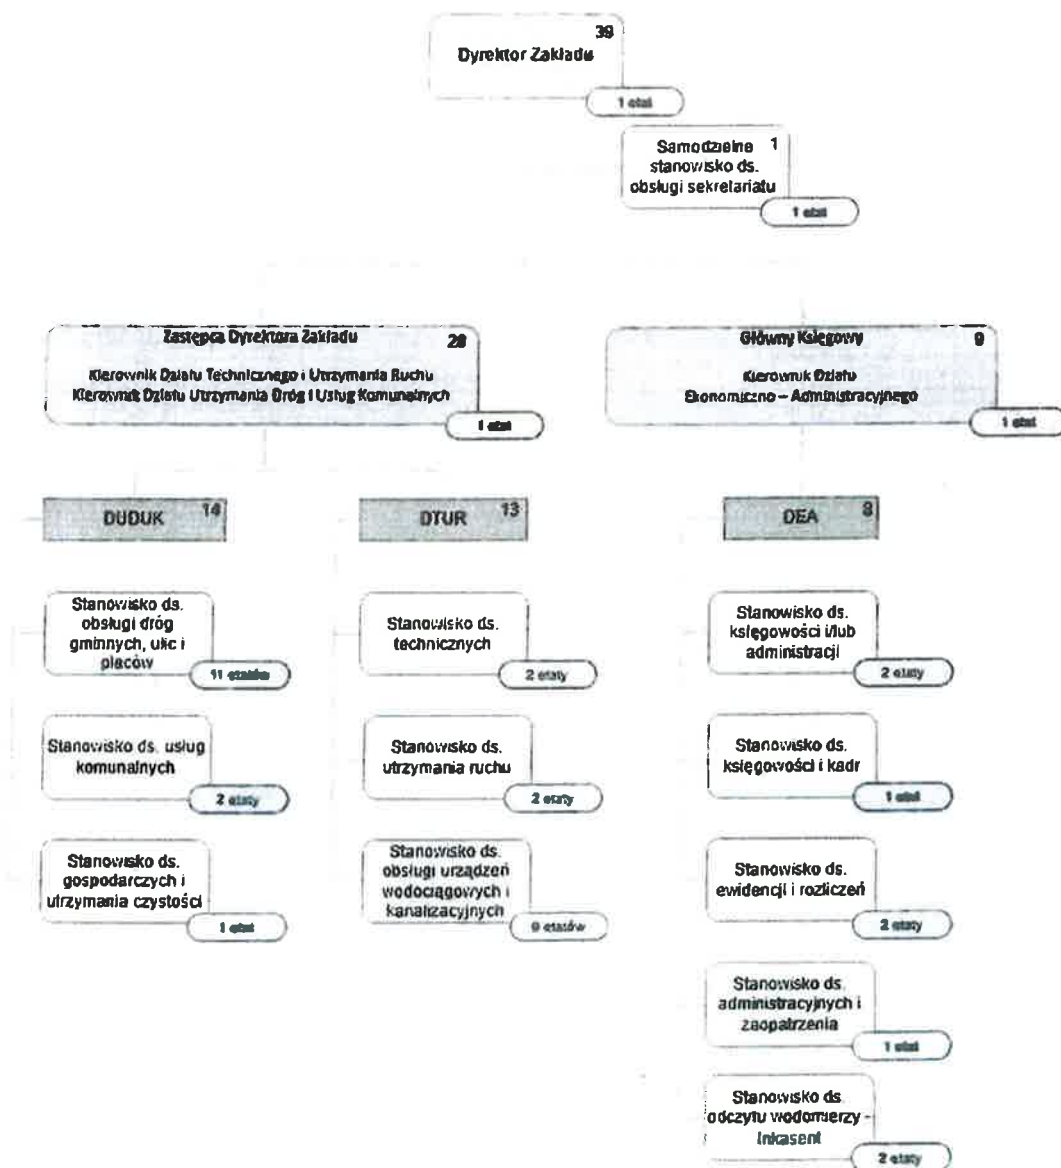 39
Dyrektor Zakładu
1 etat
Samodzielne 1
stanowisko ds.
obsługi sekretariatu
1 etat
Zastępca Dyrektora Zakładu 28
Kierownik Działu Technicznego i Utrzymania Ruchu
Kierownik Działu Utrzymania Dróg i Usług Komunalnych
1 etat
Główny Księgowy 9
Kierownik Działu
Ekonomiczno – Administracyjnego
1 etat
DUDUK 14
DTUR 13
DEA 8
Stanowisko ds.
obsługi dróg
gminnych, ulic i
placów
11 etatów
Stanowisko ds.
technicznych
2 etaty
Stanowisko ds.
księgowości i/lub
administracji
2 etaty
Stanowisko ds. usług
komunalnych
2 etaty
Stanowisko ds.
utrzymania ruchu
2 etaty
Stanowisko ds.
księgowości i kadr
1 etat
Stanowisko ds.
gospodarczych i
utrzymania czystości
1 etat
Stanowisko ds.
obsługi urządzeń
wodociągowych i
kanalizacyjnych
9 etatów
Stanowisko ds.
ewidencji i rozliczeń
2 etaty
Stanowisko ds.
administracyjnych i
zaopatrzenia
1 etat
Stanowisko ds.
odczytu wodomierzy -
Inkasent
2 etaty